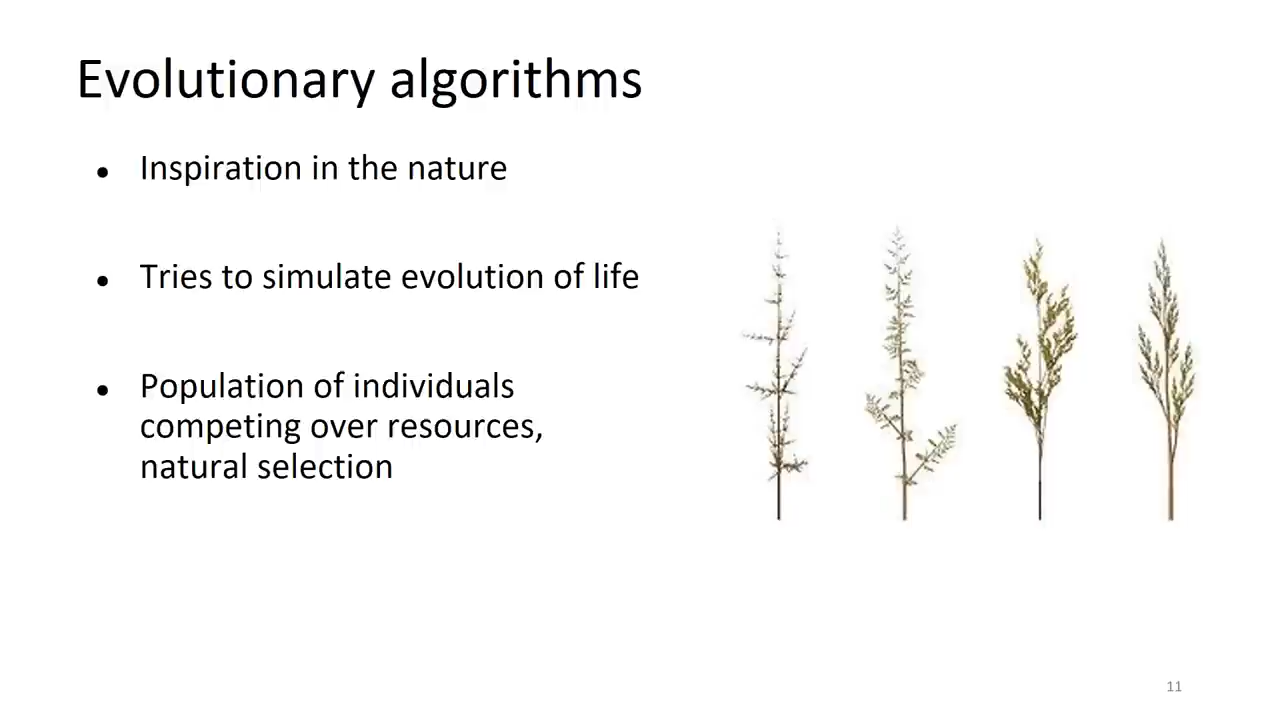 Evolutionary algorithms
• Inspiration in the nature
• Tries to simulate evolution of life
• Population of individuals
competing over resources,
natural selection
11